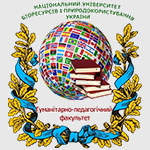 НАЦІОНАЛЬНИЙ УНІВЕРСИТЕТ
БІОРЕСУРСІВ І ПРИРОДОКОРИСТУВАННЯ
УКРАЇНИ
Гуманітарно-педагогічний
факультет